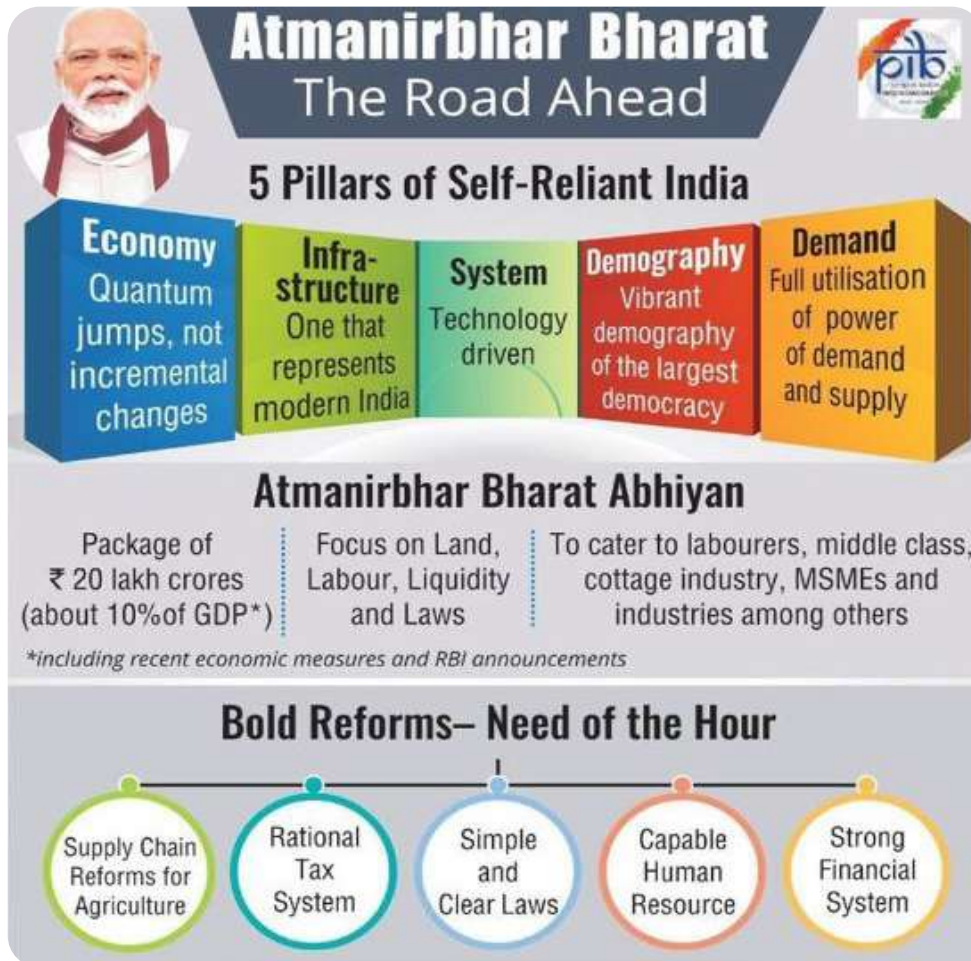 Atmanirbhar Bharat
The Road Ahead
pib
5 Pillars of Self-Reliant India
Economy
Quantum
jumps, not
incremental
changes
Infra-
structure
One that
represents
modern India
System
Technology
driven
Demography
Vibrant
demography
of the largest
democracy
Demand
Full utilisation
of power
of demand
and supply
Atmanirbhar Bharat Abhiyan
Package of
₹ 20 lakh crores
(about 10%of GDP*)
Focus on Land,
Labour, Liquidity
and Laws
To cater to labourers, middle class,
cottage industry, MSMEs and
industries among others
*including recent economic measures and RBI announcements
Bold Reforms– Need of the Hour
Supply Chain
Reforms for
Agriculture
Rational
Tax
System
Simple
and
Clear Laws
Capable
Human
Resource
Strong
Financial
System